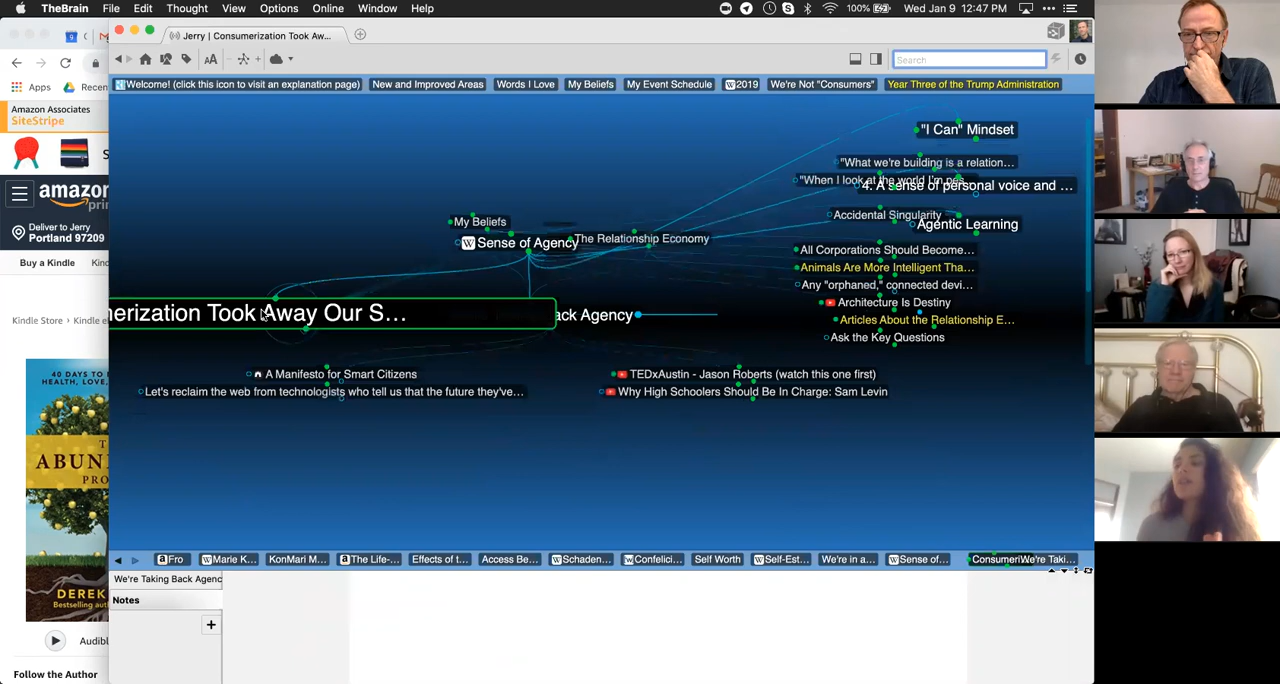 TheBrain File Edit Thought View Options Online Window Help 100% Wed Jan 9 12:47 PM
Jerry | Consumerization Took Aw...
AA
Search
Apps Recen
Welcome! (click this icon to visit an explanation page) New and Improved Areas Words I Love My Beliefs My Event Schedule 2019 We're Not "Consumers" Year Three of the Trump Administration
Amazon Associates
SiteStripe
amazon
prin
Deliver to Jerry
Portland 97209
Buy a Kindle Kind
Kindle Store › Kindle e
"I Can" Mindset
"What we're building is a relation...
"When I look at the world I'm pes
4. A sense of personal voice and ...
Accidental Singularity
Agentic Learning
My Beliefs
Sense of Agency
The Relationship Economy
All Corporations Should Become...
Animals Are More Intelligent Tha...
Any "orphaned," connected devi...
Architecture Is Destiny
Articles About the Relationship E...
Ask the Key Questions
erization Took Away Our S...
ack Agency
A Manifesto for Smart Citizens
Let's reclaim the web from technologists who tell us that the future they've...
TEDxAustin - Jason Roberts (watch this one first)
Why High Schoolers Should Be In Charge: Sam Levin
40 DAYS TO
HEALTH, LOVE,
ABUN
PRO
DEREK
Bestselling auth
Audibl
Follow the Author
Fro Marie K... KonMari M... The Life-... Effects of t... Access Be... Schaden... Confelici... Self Worth Self-Est... We're in a... Sense of... ConsumeriWe're Taki...
We're Taking Back Agenc
Notes